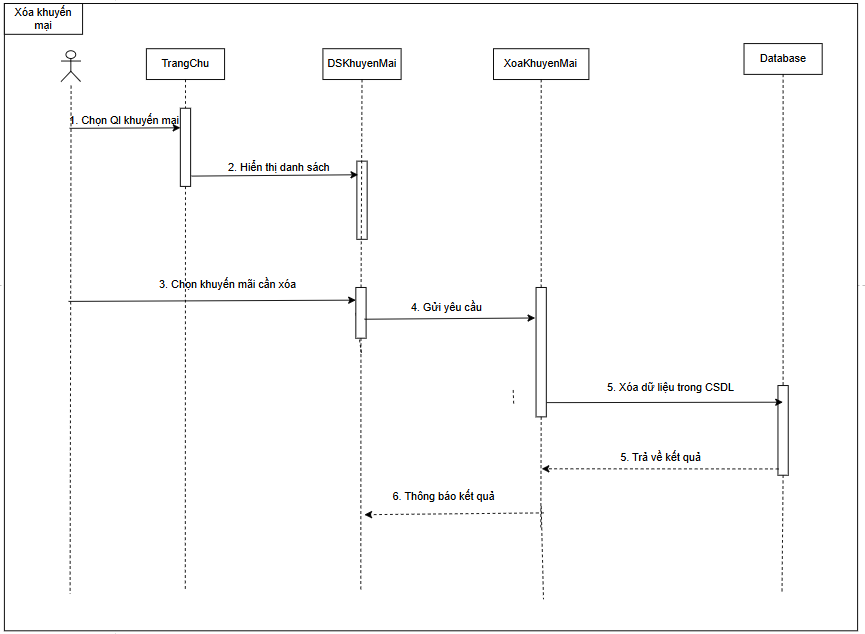 Xóa khuyến
mại
TrangChu
DSKhuyenMai
XoaKhuyenMai
Database
1. Chọn Ql khuyến mại
2. Hiển thị danh sách
3. Chọn khuyến mãi cần xóa
4. Gửi yêu cầu
5. Xóa dữ liệu trong CSDL
5. Trả về kết quả
6. Thông báo kết quả